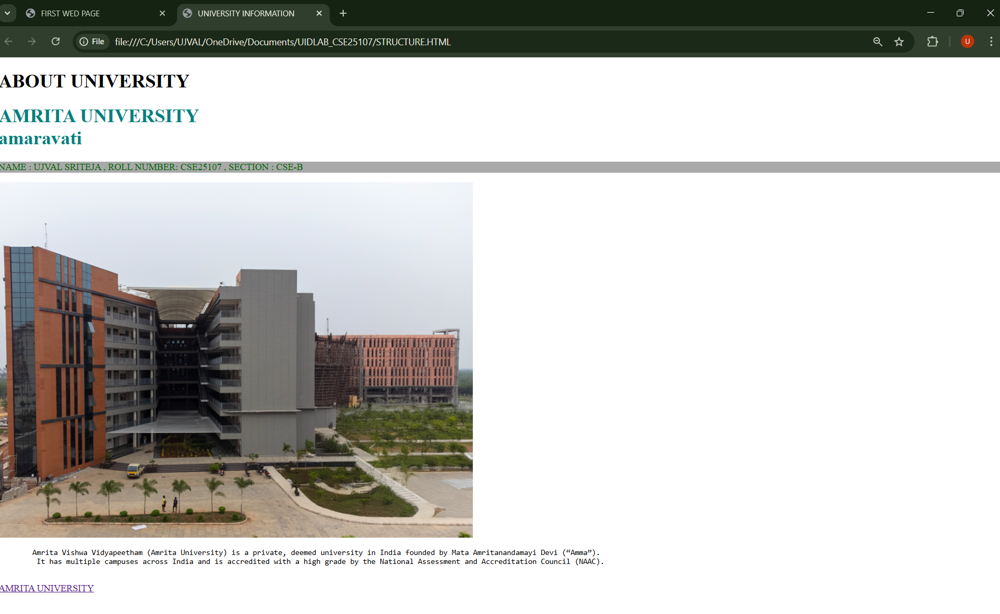 FIRST WED PAGE
UNIVERSITY INFORMATION
File file:///C:/Users/UJVAL/OneDrive/Documents/UIDLAB_CSE25107/STRUCTURE.HTML
U
ABOUT UNIVERSITY
AMRITA UNIVERSITY
amaravati
NAME : UJVAL SRITEJA , ROLL NUMBER: CSE25107 , SECTION : CSE-B
Amrita Vishwa Vidyapeetham (Amrita University) is a private, deemed university in India founded by Mata Amritanandamayi Devi (“Amma”).
It has multiple campuses across India and is accredited with a high grade by the National Assessment and Accreditation Council (NAAC).
AMRITA UNIVERSITY